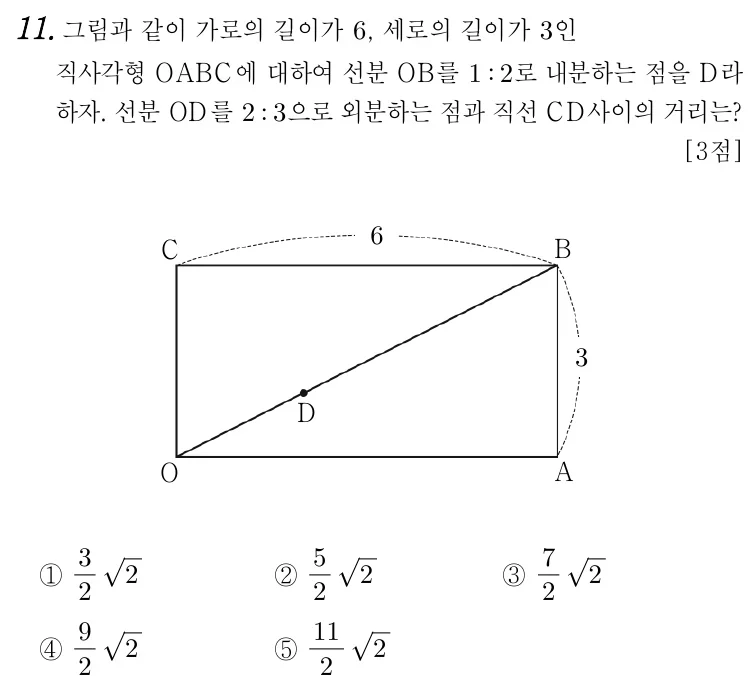 11. 그림과 같이 가로의 길이가 6, 세로의 길이가 3인
직사각형 OABC에 대하여 선분 OB를 1 : 2로 내분하는 점을 D라
하자. 선분 OD를 2 : 3으로 외분하는 점과 직선 CD사이의 거리는?
[3점]
C 6 B
3
D
O A
① 3/2 √2 ② 5/2 √2 ③ 7/2 √2
④ 9/2 √2 ⑤ 11/2 √2